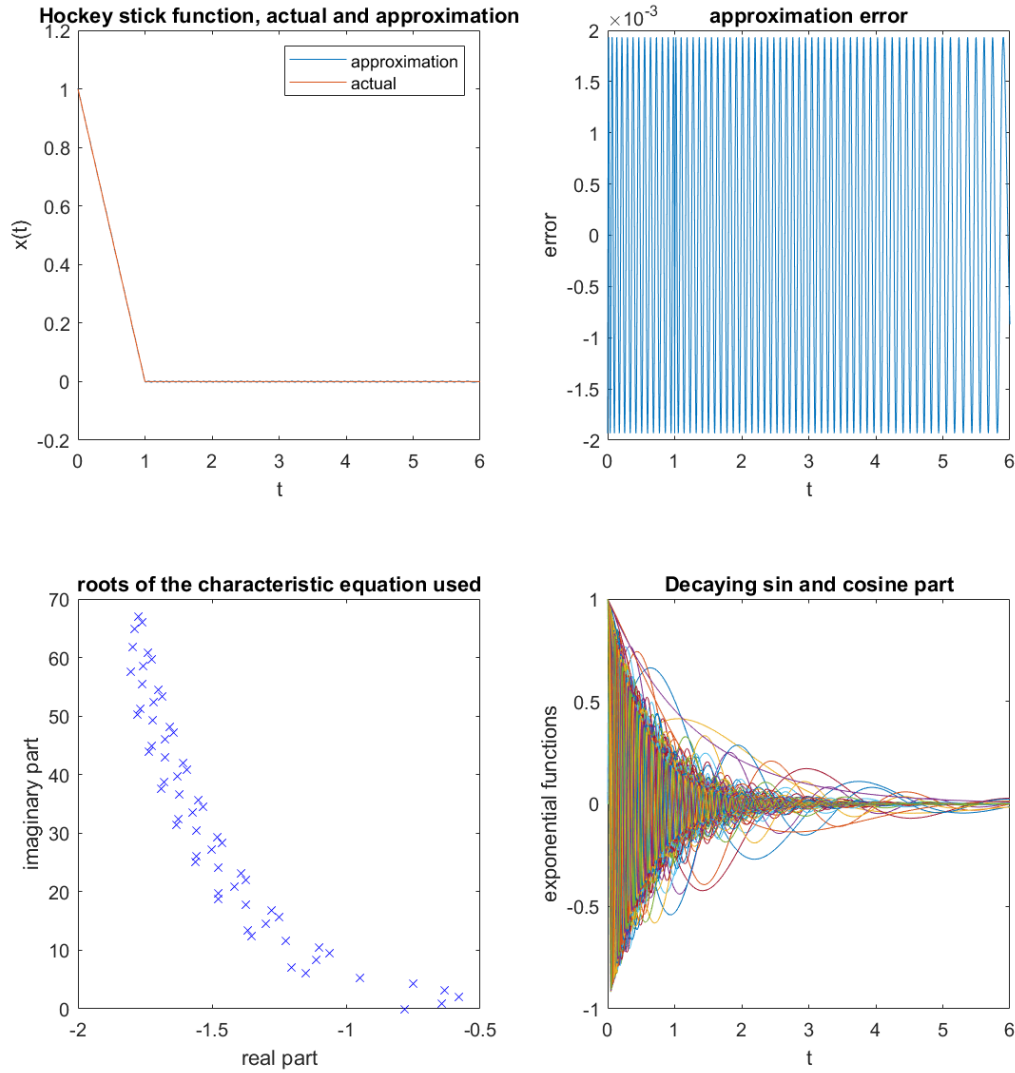 Hockey stick function, actual and approximation
1.2
1
0.8
0.6
0.4
0.2
0
-0.2
x(t)
approximation
actual
0 1 2 3 4 5 6
t
approximation error
×10-3
2
1.5
1
0.5
0
-0.5
-1
-1.5
-2
error
0 1 2 3 4 5 6
t
roots of the characteristic equation used
70
60
50
40
30
20
10
0
imaginary part
-2 -1.5 -1 -0.5
real part
Decaying sin and cosine part
1
0.5
0
-0.5
-1
exponential functions
0 1 2 3 4 5 6
t